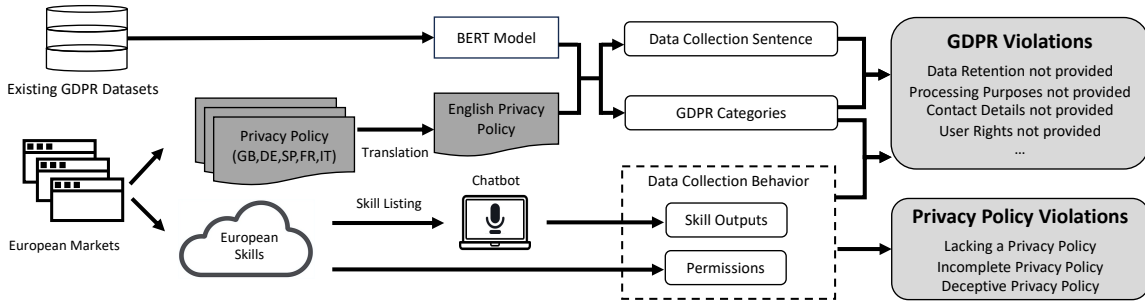 Existing GDPR Datasets
BERT Model
Data Collection Sentence
GDPR Violations
Data Retention not provided
Processing Purposes not provided
Contact Details not provided
User Rights not provided
...
Privacy Policy
(GB,DE,SP,FR,IT)
Translation
English Privacy
Policy
GDPR Categories
European Markets
European
Skills
Skill Listing
Chatbot
Data Collection Behavior
Skill Outputs
Permissions
Privacy Policy Violations
Lacking a Privacy Policy
Incomplete Privacy Policy
Deceptive Privacy Policy